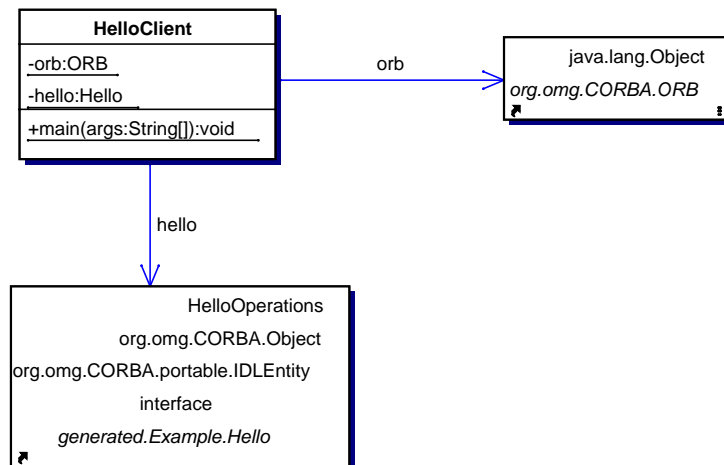 HelloClient
-orb:ORB
-hello:Hello
+main(args:String[]):void
orb
java.lang.Object
org.omg.CORBA.ORB
hello
HelloOperations
org.omg.CORBA.Object
org.omg.CORBA.portable.IDLEntity
interface
generated.Example.Hello